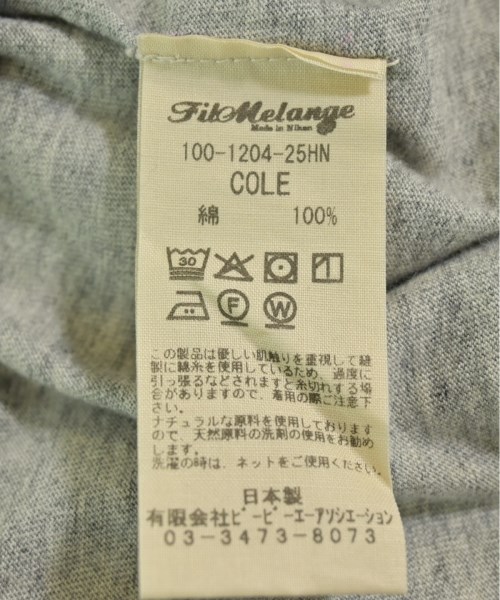 FilMelange
Made in Nihon
100-1204-25HN
COLE
綿 100%
30
F W
この製品は優しい肌触りを重視して縫
製に綿糸を使用しているため、過度に
引っ張るなどされますと糸切れする場
合がありますので、着用の際ご注意下
さい。
ナチュラルな原料を使用しております
ので、天然原料の洗剤の使用をお勧め
します。
洗濯の時は、ネットをご使用ください。
日本製
有限会社ビーピーエーアソシエーション
03-3473-8073